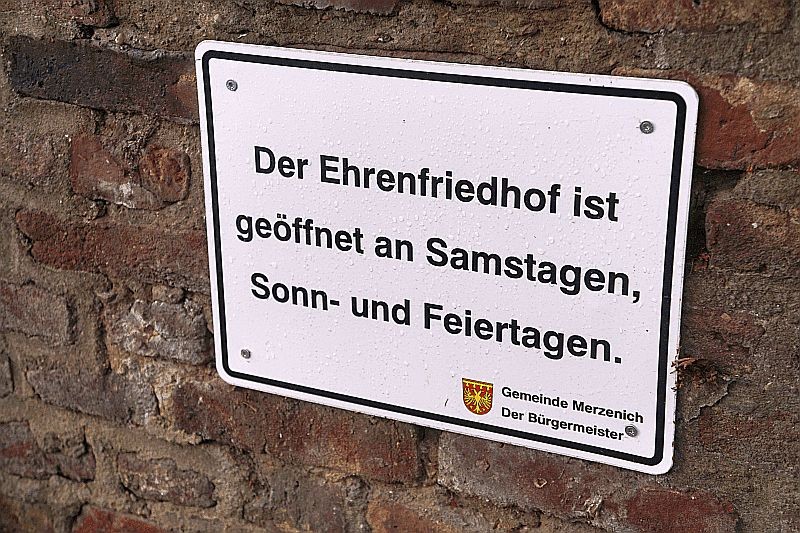 Der Ehrenfriedhof ist
geöffnet an Samstagen,
Sonn- und Feiertagen.
Gemeinde Merzenich
Der Bürgermeister